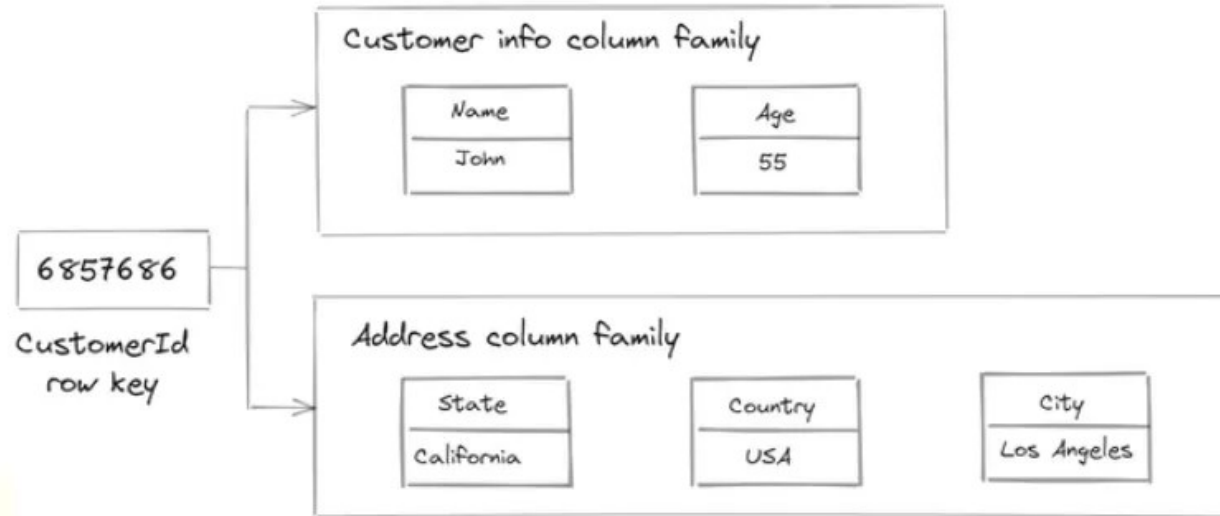 Customer info column family
Name
John
Age
55
6857686
CustomerId
row key
Address column family
State
California
Country
USA
City
Los Angeles